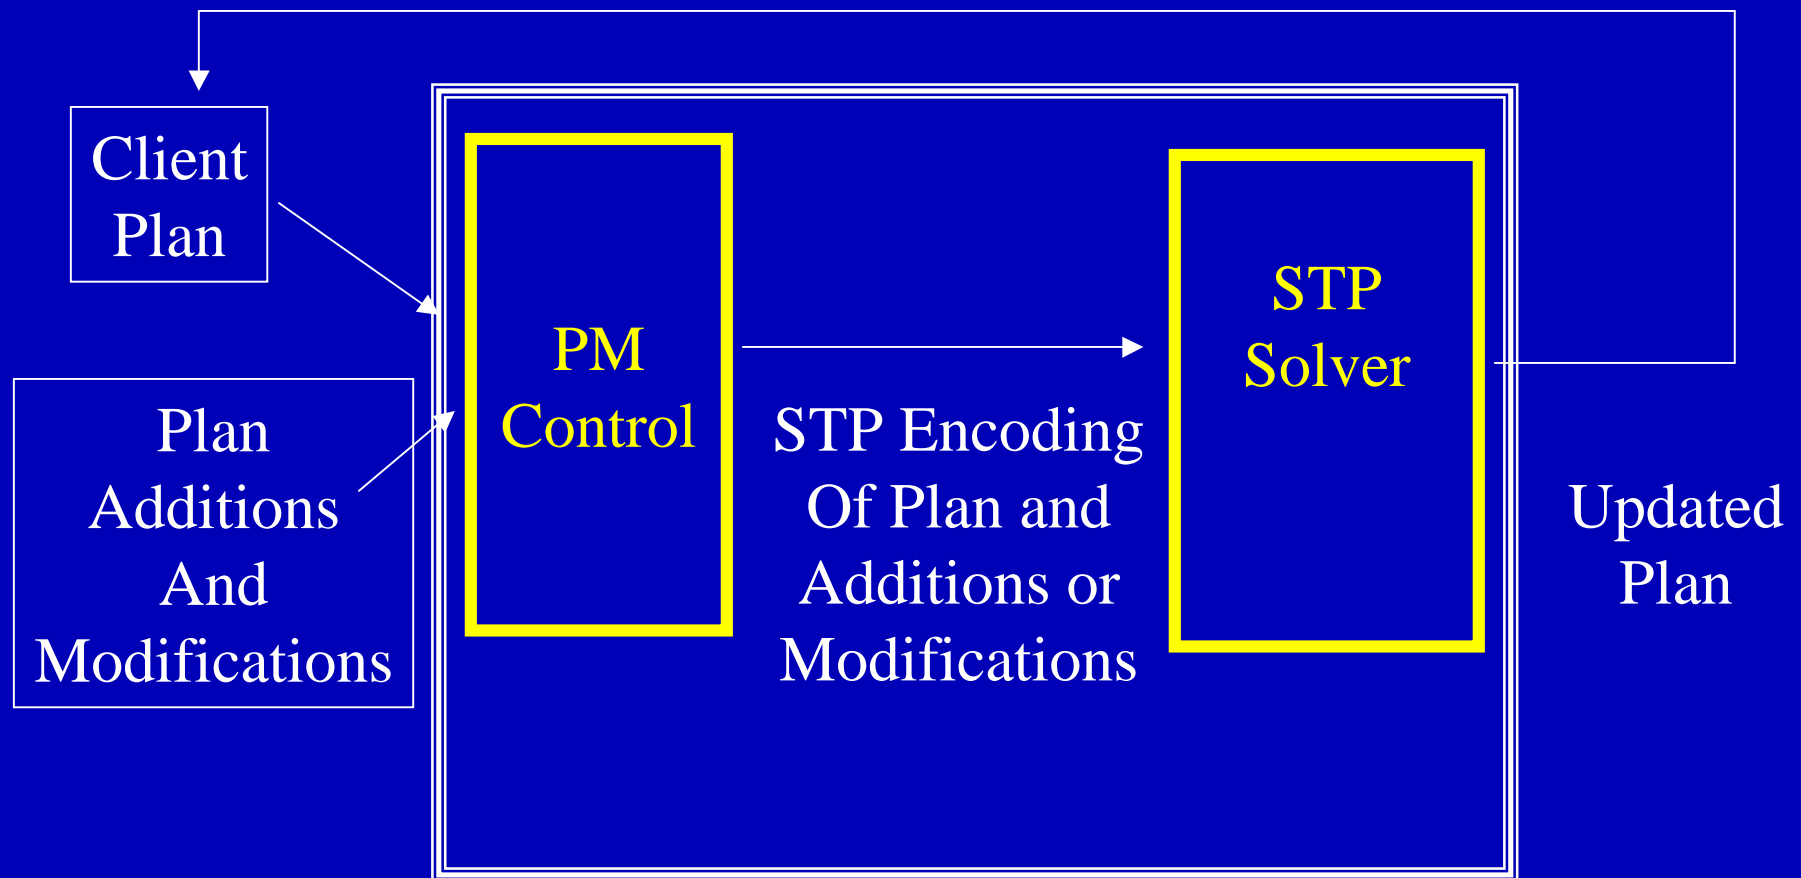 Client
Plan
Plan
Additions
And
Modifications
PM
Control
STP Encoding
Of Plan and
Additions or
Modifications
STP
Solver
Updated
Plan